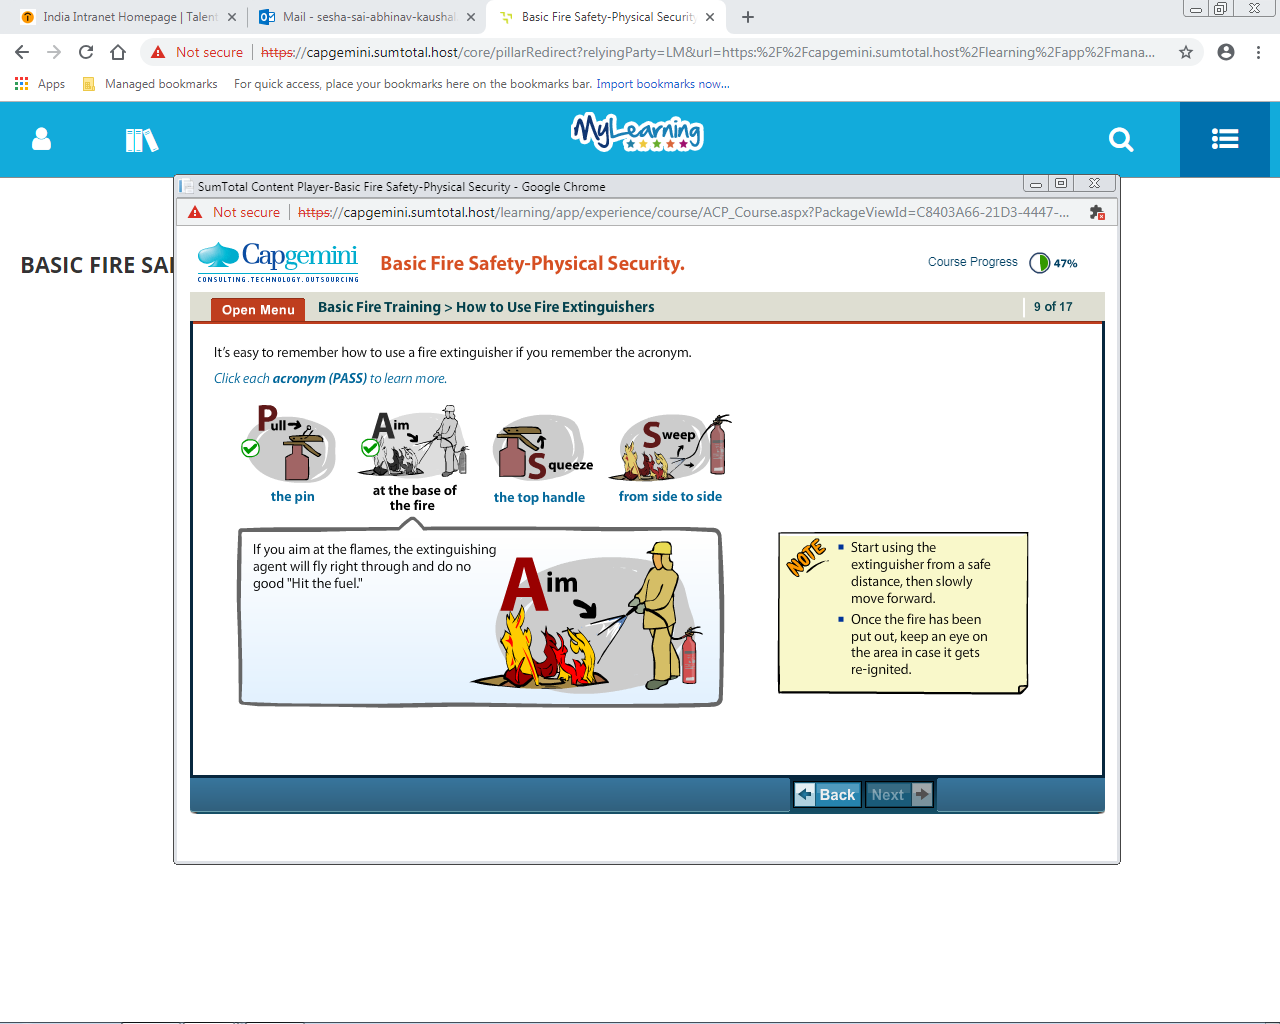 India Intranet Homepage | Talent
Mail - sesha-sai-abhinav-kaushal
Basic Fire Safety-Physical Security
Not secure
https://capgemini.sumtotal.host/core/pillarRedirect?relyingParty=LM&url=https:%2F%2Fcapgemini.sumtotal.host%2Flearning%2Fapp%2Fmana...
Apps
Managed bookmarks
For quick access, place your bookmarks here on the bookmarks bar. Import bookmarks now...
MyLearning
SumTotal Content Player-Basic Fire Safety-Physical Security - Google Chrome
Not secure
https://capgemini.sumtotal.host/learning/app/experience/course/ACP_Course.aspx?PackageViewId=C8403A66-21D3-4447-...
BASIC FIRE SA
Capgemini
CONSULTING.TECHNOLOGY.OUTSOURCING
Basic Fire Safety-Physical Security.
Course Progress
47%
Open Menu
Basic Fire Training > How to Use Fire Extinguishers
9 of 17
It's easy to remember how to use a fire extinguisher if you remember the acronym.
Click each acronym (PASS) to learn more.
Pull
the pin
Aim
at the base of
the fire
Squeeze
the top handle
Sweep
from side to side
If you aim at the flames, the extinguishing
agent will fly right through and do no
good "Hit the fuel."
Aim
NOTE
Start using the
extinguisher from a safe
distance, then slowly
move forward.
Once the fire has been
put out, keep an eye on
the area in case it gets
re-ignited.
Back
Next